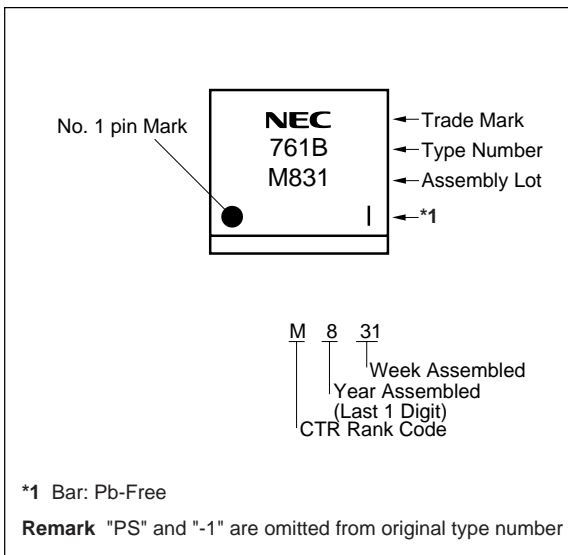 No. 1 pin Mark
NEC
Trade Mark
761B
Type Number
M831
Assembly Lot
*1
M 8 31
Week Assembled
Year Assembled
(Last 1 Digit)
CTR Rank Code
*1 Bar: Pb-Free
Remark "PS" and "-1" are omitted from original type number